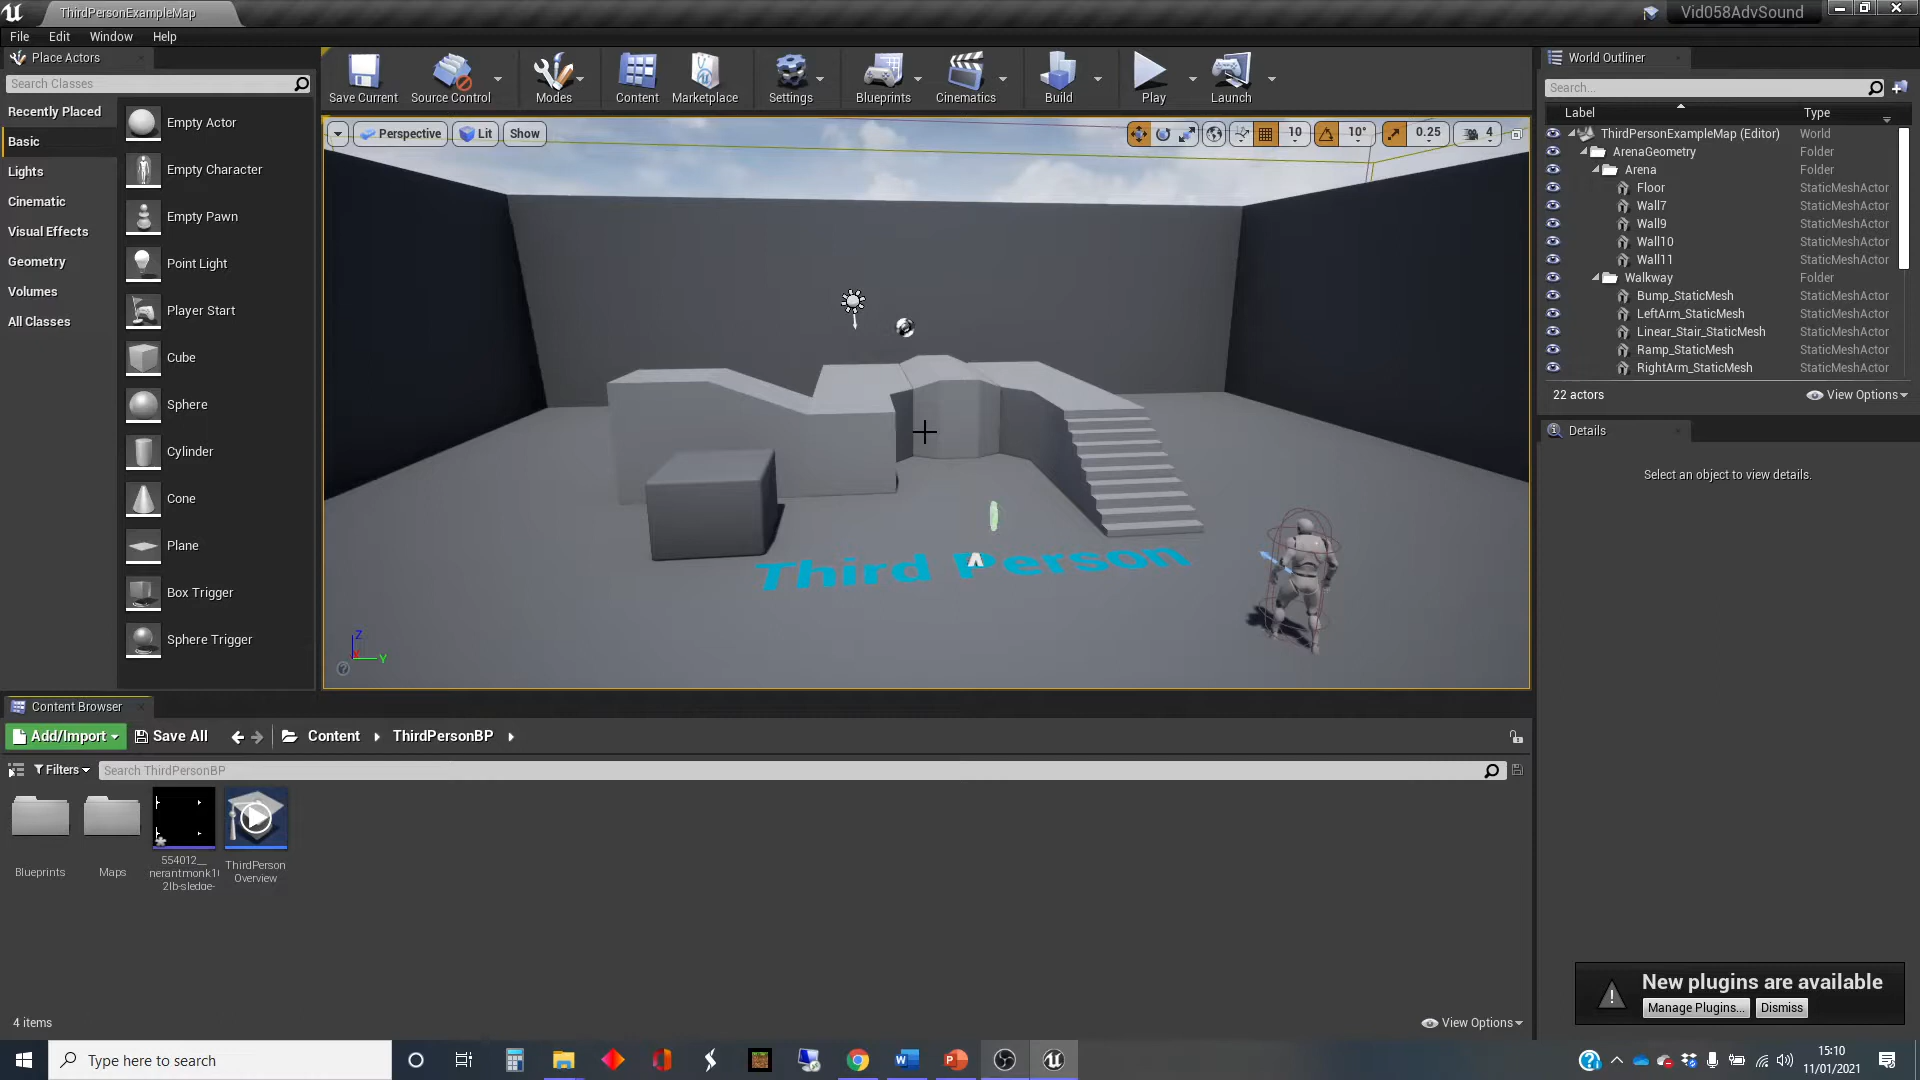 ThirdPersonExampleMap
Vid058AdvSound
File Edit Window Help
Place Actors
Search Classes
Recently Placed
Basic
Lights
Cinematic
Visual Effects
Geometry
Volumes
All Classes
Empty Actor
Empty Character
Empty Pawn
Point Light
Player Start
Cube
Sphere
Cylinder
Cone
Plane
Box Trigger
Sphere Trigger
Save Current Source Control Modes Content Marketplace Settings Blueprints Cinematics Build Play Launch
Perspective Lit Show
10 10° 0.25 4
Third Person
Z
X
Y
World Outliner
Search...
Label Type
ThirdPersonExampleMap (Editor) World
ArenaGeometry Folder
Arena Folder
Floor StaticMeshActor
Wall7 StaticMeshActor
Wall9 StaticMeshActor
Wall10 StaticMeshActor
Wall11 StaticMeshActor
Walkway Folder
Bump_StaticMesh StaticMeshActor
LeftArm_StaticMesh StaticMeshActor
Linear_Stair_StaticMesh StaticMeshActor
Ramp_StaticMesh StaticMeshActor
RightArm_StaticMesh StaticMeshActor
22 actors View Options
Details
Select an object to view details.
Content Browser
Add/Import Save All Content ThirdPersonBP
Filters Search ThirdPersonBP
Blueprints
Maps
554012__
nerantmonk1(
2lb-sledge-
ThirdPerson
Overview
4 items
View Options
New plugins are available
Manage Plugins... Dismiss
Type here to search
15:10
11/01/2021